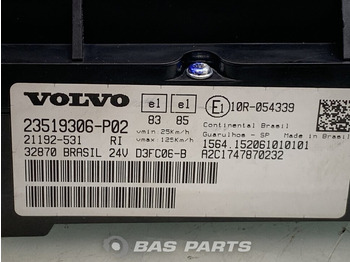 VOLVO
e1 e1
83 85
E1 10R-054339
23519306-P02
vmin:25Km/h
Continental Brasil
Made in Brasil
21192-531 RI
vmax:125Km/h
Guarulhos - SP
1564.152061010101
32870 BRASIL 24V D3FC06-B A2C1747870232
BAS PARTS